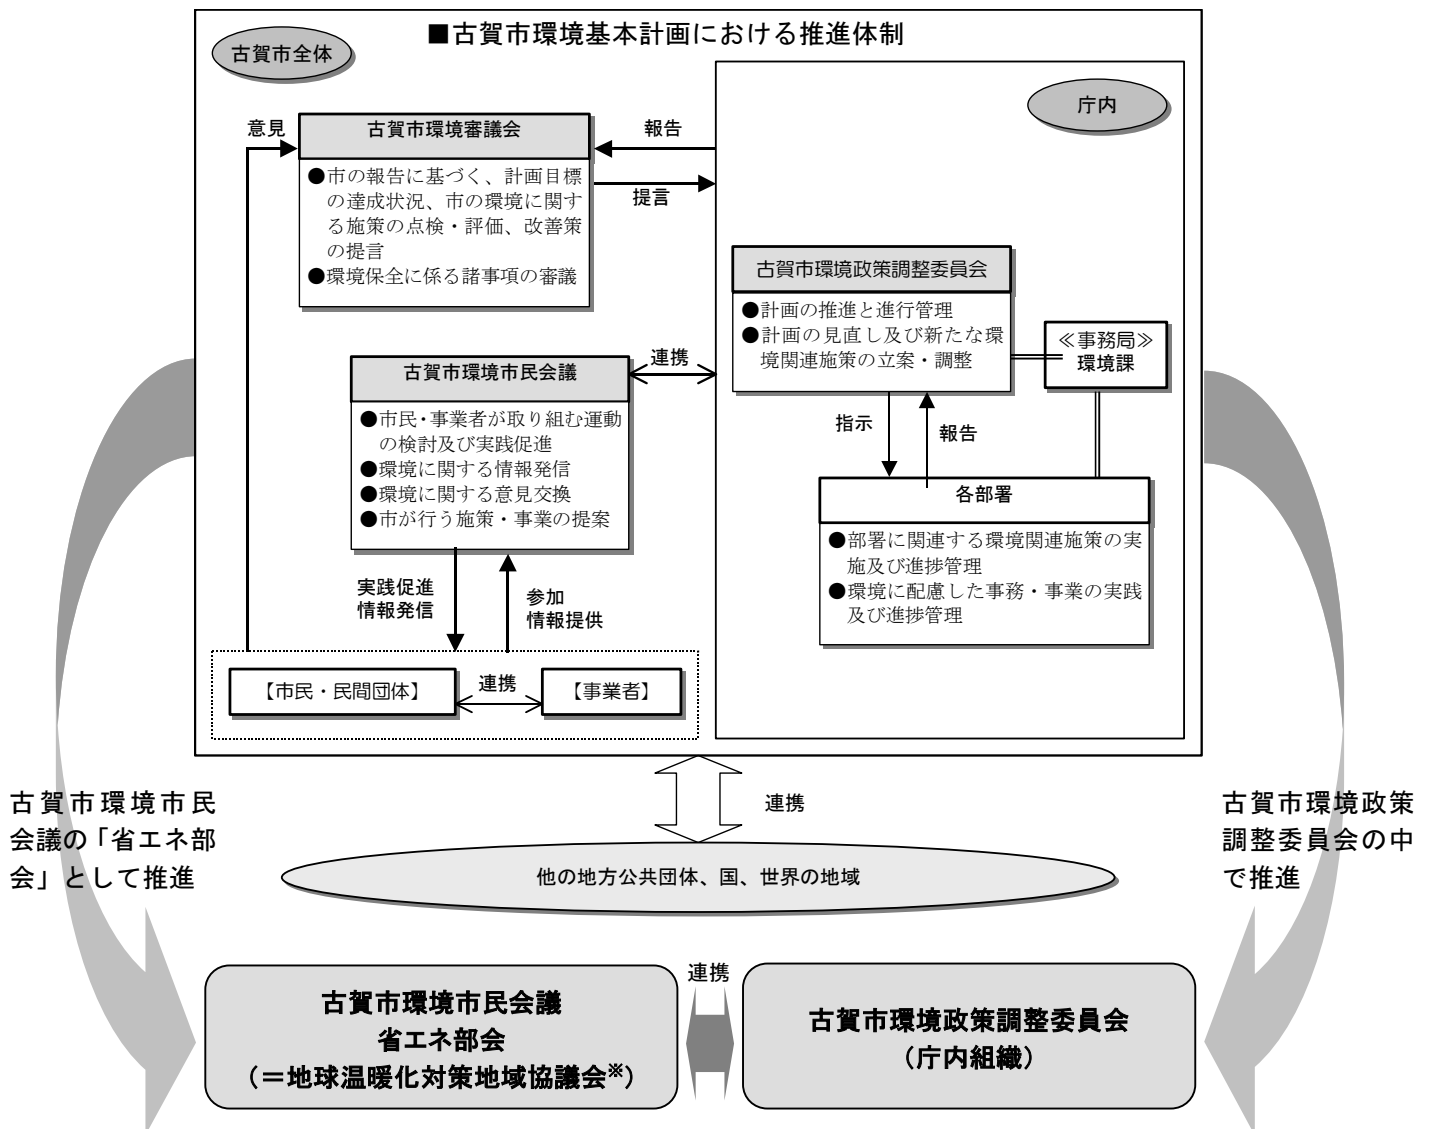 ■古賀市環境基本計画における推進体制
古賀市全体
庁内
意見
古賀市環境審議会
●市の報告に基づく、計画目標
の達成状況、市の環境に関す
る施策の点検・評価、改善策
の提言
●環境保全に係る諸事項の審議
報告
提言
古賀市環境政策調整委員会
●計画の推進と進行管理
●計画の見直し及び新たな環
境関連施策の立案・調整
≪事務局≫
環境課
連携
古賀市環境市民会議
●市民・事業者が取り組む運動
の検討及び実践促進
●環境に関する情報発信
●環境に関する意見交換
●市が行う施策・事業の提案
指示
報告
各部署
●部署に関連する環境関連施策の実
施及び進捗管理
●環境に配慮した事務・事業の実践
及び進捗管理
実践促進
情報発信
参加
情報提供
【市民・民間団体】
連携
【事業者】
連携
他の地方公共団体、国、世界の地域
古賀市環境市民
会議の「省エネ部
会」として推進
古賀市環境政策
調整委員会の中
で推進
古賀市環境市民会議
省エネ部会
（＝地球温暖化対策地域協議会※）
連携
古賀市環境政策調整委員会
（庁内組織）